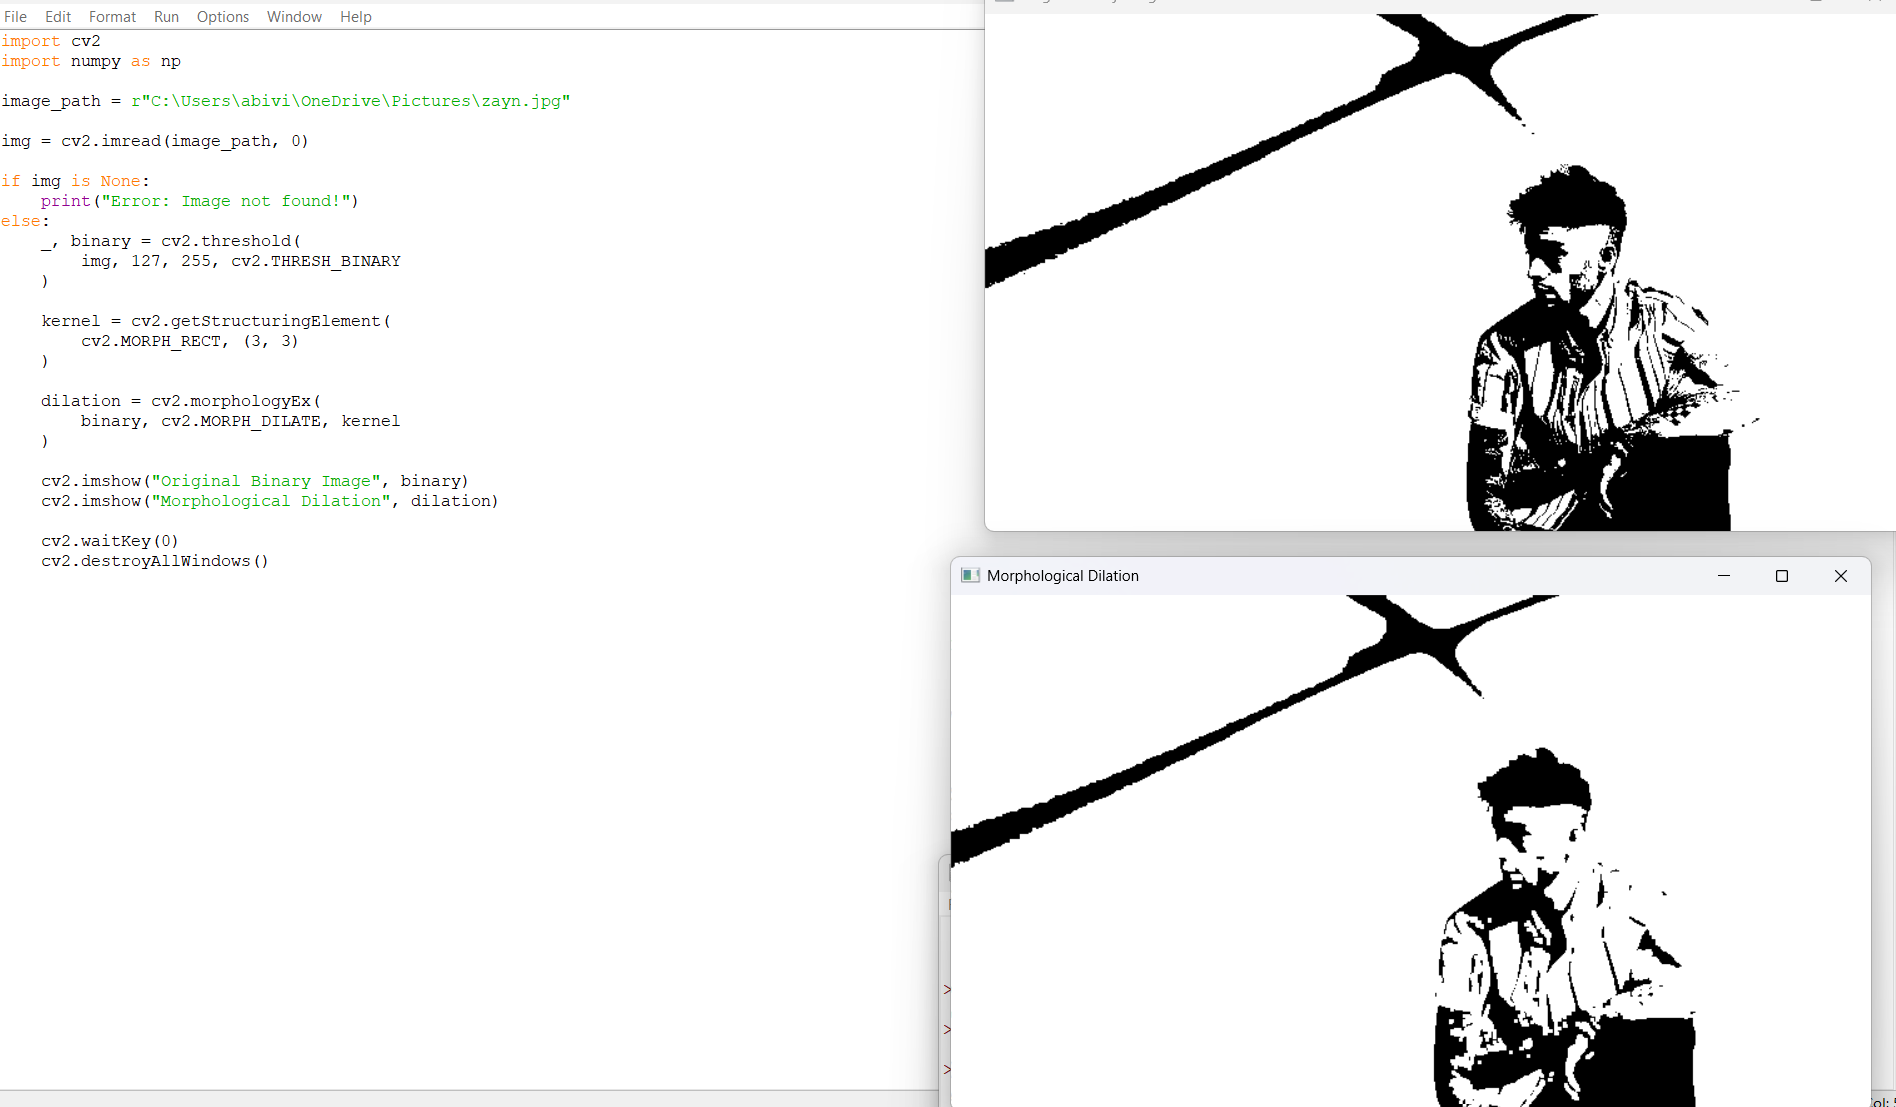 File Edit Format Run Options Window Help
import cv2
import numpy as np
image_path = r"C:\Users\abivi\OneDrive\Pictures\zayn.jpg"
img = cv2.imread(image_path, 0)
if img is None:
    print("Error: Image not found!")
else:
    _, binary = cv2.threshold(
        img, 127, 255, cv2.THRESH_BINARY
    )
    kernel = cv2.getStructuringElement(
        cv2.MORPH_RECT, (3, 3)
    )
    dilation = cv2.morphologyEx(
        binary, cv2.MORPH_DILATE, kernel
    )
    cv2.imshow("Original Binary Image", binary)
    cv2.imshow("Morphological Dilation", dilation)
    cv2.waitKey(0)
    cv2.destroyAllWindows()
Morphological Dilation
>
>
>